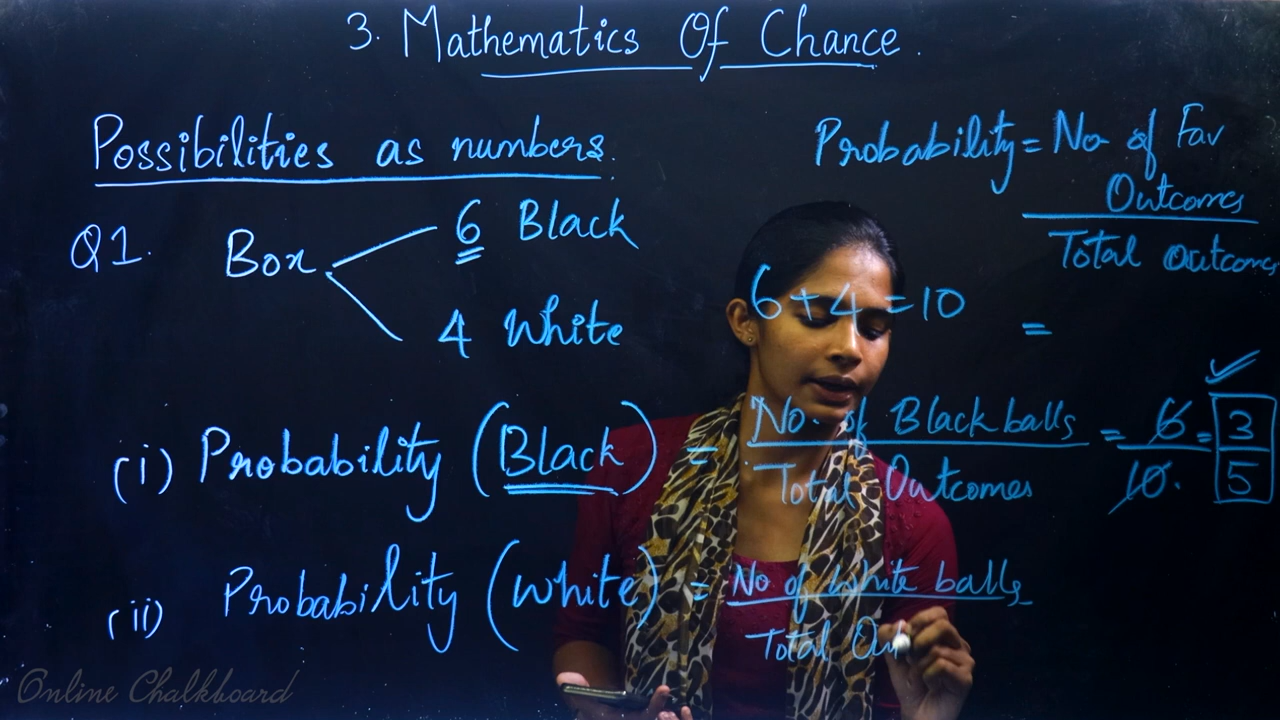 3. Mathematics Of Chance.
Possibilities as numbers.
Probability = No of Fav
Outcomes
Total outcomes
Q1. Box 6 Black
4 White
6+4=10
=
(i) Probability (Black) = No. of Black balls / Total Outcomes = 6/10. = 3/5 ✓
(ii) Probability (White) = No of white balls / Total Ou
Online Chalkboard